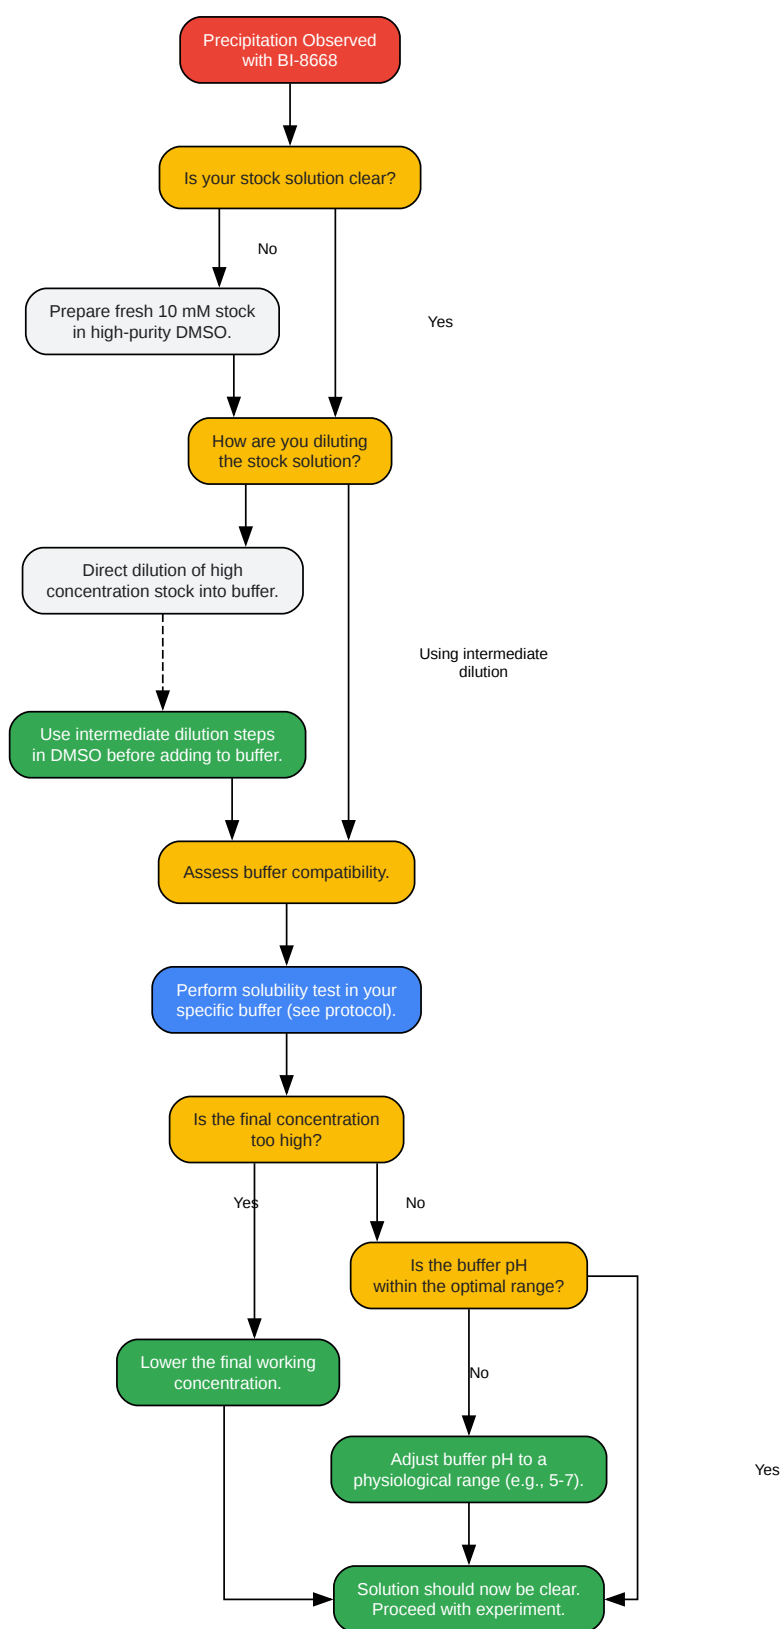 Precipitation Observed
with BI-8668
Is your stock solution clear?
No
Prepare fresh 10 mM stock
in high-purity DMSO.
Yes
How are you diluting
the stock solution?
Direct dilution of high
concentration stock into buffer.
Using intermediate
dilution
Use intermediate dilution steps
in DMSO before adding to buffer.
Assess buffer compatibility.
Perform solubility test in your
specific buffer (see protocol).
Is the final concentration
too high?
Yes
No
Is the buffer pH
within the optimal range?
Lower the final working
concentration.
No
Adjust buffer pH to a
physiological range (e.g., 5-7).
Yes
Solution should now be clear.
Proceed with experiment.